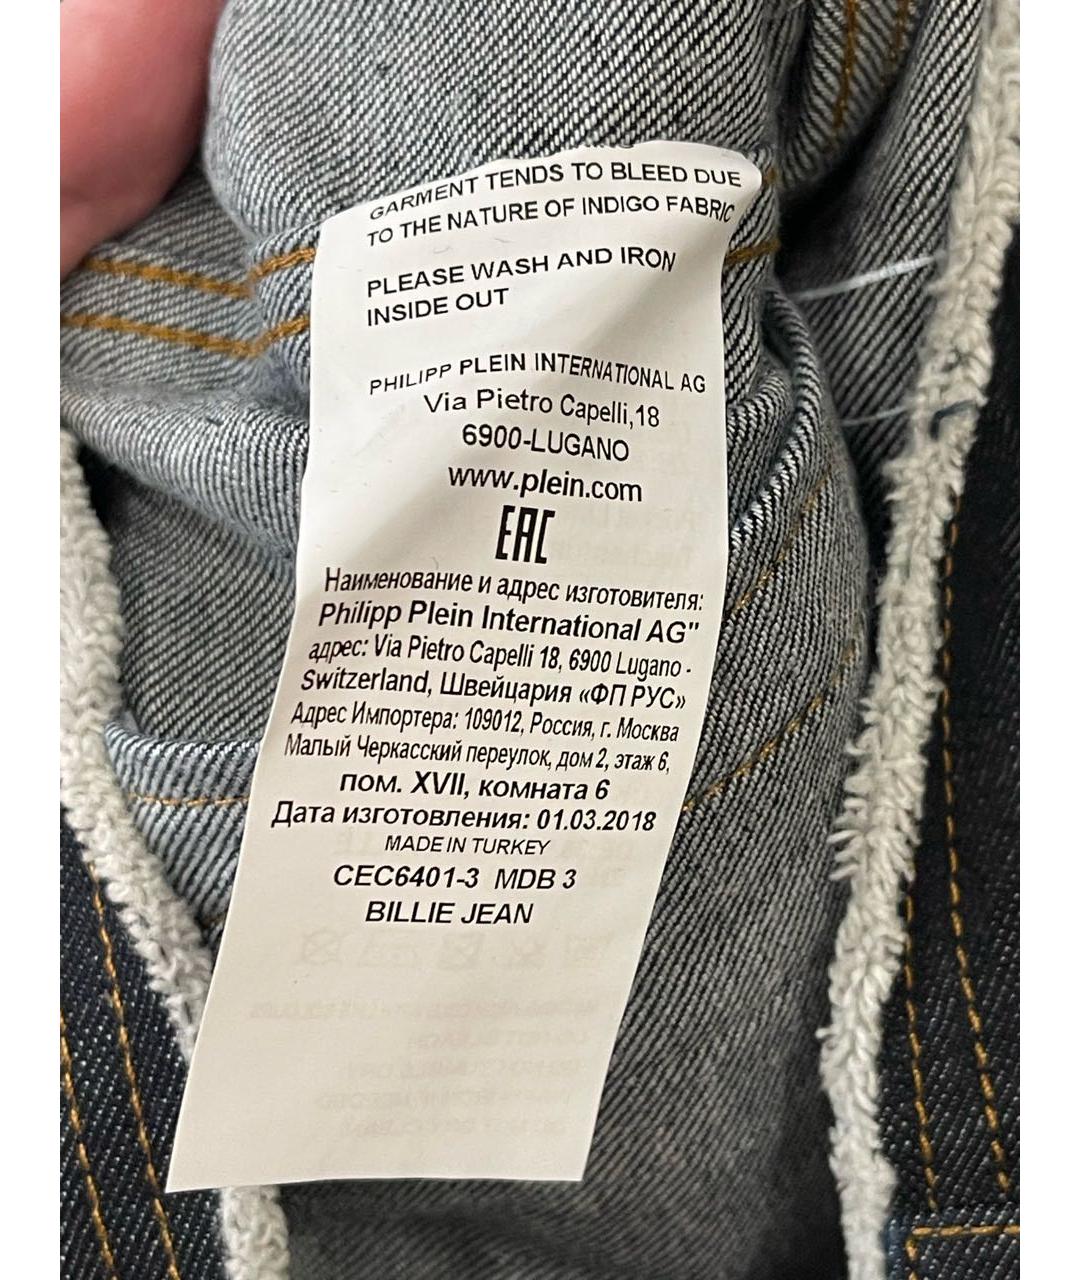 GARMENT TENDS TO BLEED DUE
TO THE NATURE OF INDIGO FABRIC
PLEASE WASH AND IRON
INSIDE OUT
PHILIPP PLEIN INTERNATIONAL AG
Via Pietro Capelli,18
6900-LUGANO
www.plein.com
EAC
Наименование и адрес изготовителя:
Philipp Plein International AG"
адрес: Via Pietro Capelli 18, 6900 Lugano -
Switzerland, Швейцария «ФП РУС»
Адрес Импортера: 109012, Россия, г. Москва
Малый Черкасский переулок, дом 2, этаж 6,
пом. XVII, комната 6
Дата изготовления: 01.03.2018
MADE IN TURKEY
CEC6401-3 MDB 3
BILLIE JEAN